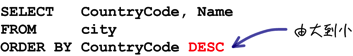 SELECT CountryCode, Name
FROM city
ORDER BY CountryCode DESC
由大到小